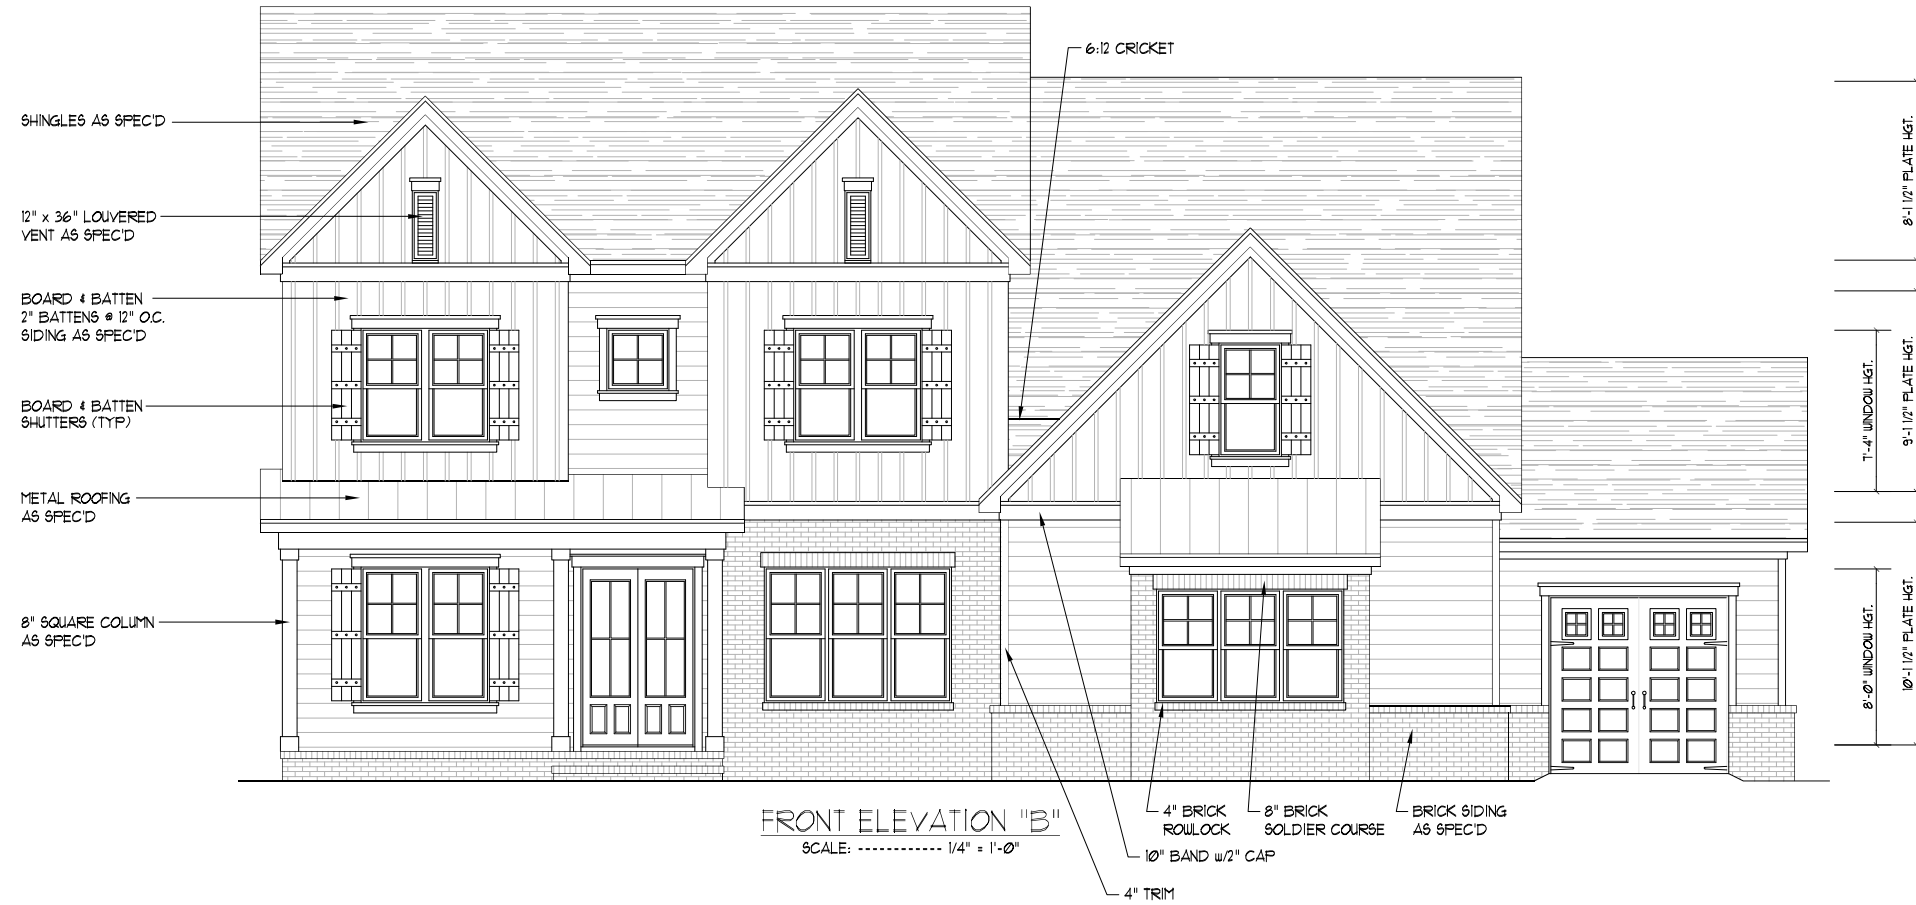 6:12 CRICKET
SHINGLES AS SPEC'D
12" x 36" LOUVERED
VENT AS SPEC'D
BOARD & BATTEN
2" BATTENS @ 12" O.C.
SIDING AS SPEC'D
BOARD & BATTEN
SHUTTERS (TYP)
METAL ROOFING
AS SPEC'D
8" SQUARE COLUMN
AS SPEC'D
8'-1 1/2" PLATE HGT.
7'-4" WINDOW HGT.
9'-1 1/2" PLATE HGT.
8'-0" WINDOW HGT.
10'-1 1/2" PLATE HGT.
4" BRICK
ROWLOCK
8" BRICK
SOLDIER COURSE
BRICK SIDING
AS SPEC'D
10" BAND w/2" CAP
4" TRIM
FRONT ELEVATION "B"
SCALE: ------------ 1/4" = 1'-0"